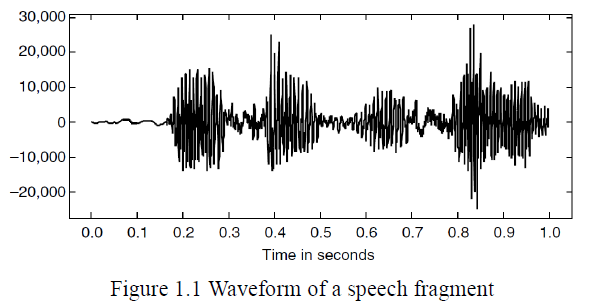 30,000
20,000
10,000
0
−10,000
−20,000
0.0 0.1 0.2 0.3 0.4 0.5 0.6 0.7 0.8 0.9 1.0
Time in seconds
Figure 1.1 Waveform of a speech fragment